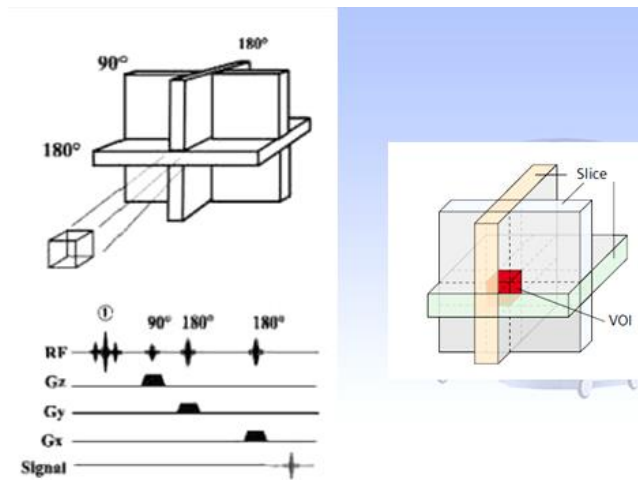 180°
90°
180°
①
90° 180° 180°
RF
Gz
Gy
Gx
Signal
Slice
VOI